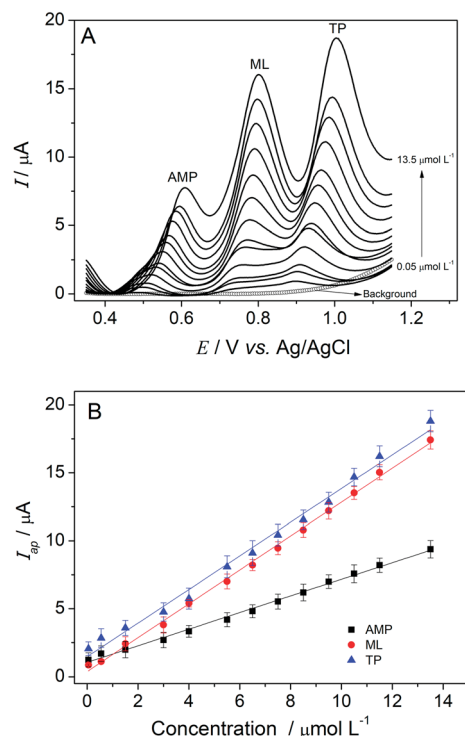 A
TP
ML
AMP
20
15
10
5
0
I / μA
13.5 μmol L⁻¹
0.05 μmol L⁻¹
Background
0.4 0.6 0.8 1.0 1.2
E / V vs. Ag/AgCl
B
20
15
10
5
0
I_ap / μA
AMP
ML
TP
0 2 4 6 8 10 12 14
Concentration / μmol L⁻¹